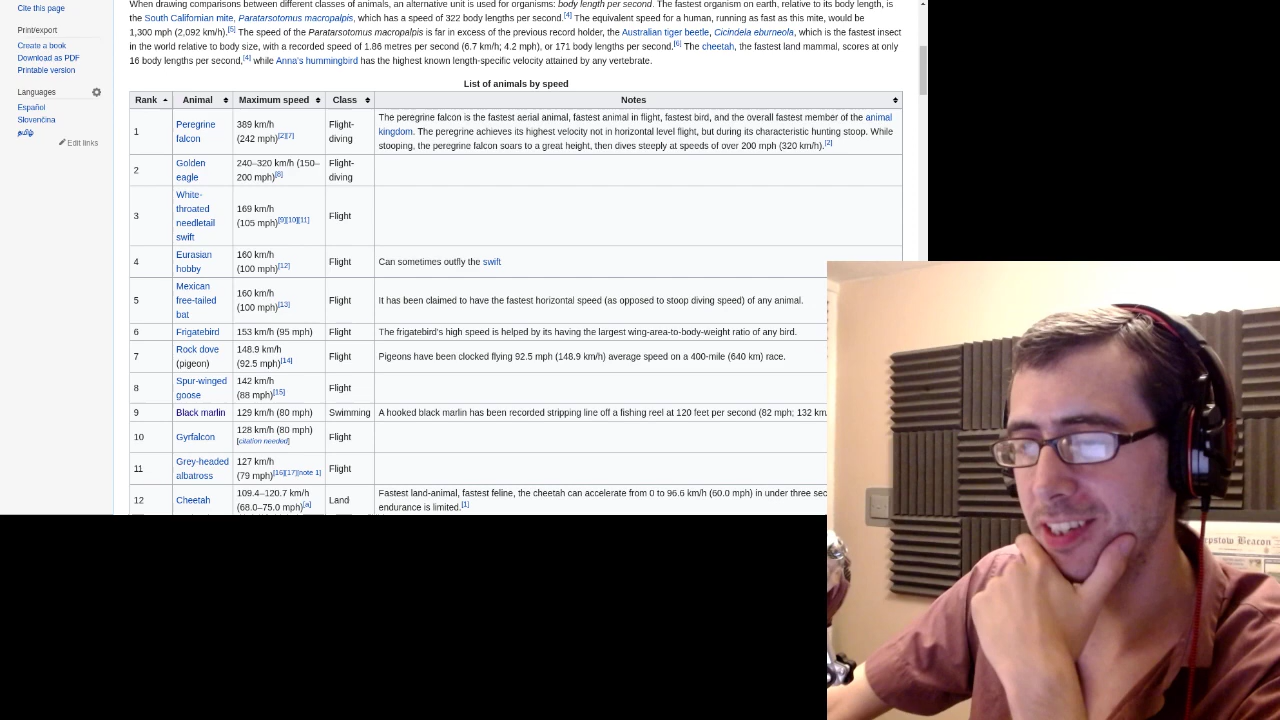 When drawing comparisons between different classes of animals, an alternative unit is used for organisms: body length per second. The fastest organism on earth, relative to its body length, is
the South Californian mite, Paratarsotomus macropalpis, which has a speed of 322 body lengths per second.[4] The equivalent speed for a human, running as fast as this mite, would be
1,300 mph (2,092 km/h).[5] The speed of the Paratarsotomus macropalpis is far in excess of the previous record holder, the Australian tiger beetle, Cicindela eburneola, which is the fastest insect
in the world relative to body size, with a recorded speed of 1.86 metres per second (6.7 km/h; 4.2 mph), or 171 body lengths per second.[6] The cheetah, the fastest land mammal, scores at only
16 body lengths per second,[4] while Anna's hummingbird has the highest known length-specific velocity attained by any vertebrate.
Cite this page
Print/export
Create a book
Download as PDF
Printable version
Languages
Español
Slovenčina
தமிழ்
Edit links
List of animals by speed
Rank Animal Maximum speed Class Notes
1 Peregrine falcon 389 km/h (242 mph)[2][7] Flight-diving
The peregrine falcon is the fastest aerial animal, fastest animal in flight, fastest bird, and the overall fastest member of the animal
kingdom. The peregrine achieves its highest velocity not in horizontal level flight, but during its characteristic hunting stoop. While
stooping, the peregrine falcon soars to a great height, then dives steeply at speeds of over 200 mph (320 km/h).[2]
2 Golden eagle 240–320 km/h (150–200 mph)[8] Flight-diving
3 White-throated needletail swift 169 km/h (105 mph)[9][10][11] Flight
4 Eurasian hobby 160 km/h (100 mph)[12] Flight Can sometimes outfly the swift
5 Mexican free-tailed bat 160 km/h (100 mph)[13] Flight It has been claimed to have the fastest horizontal speed (as opposed to stoop diving speed) of any animal.
6 Frigatebird 153 km/h (95 mph) Flight The frigatebird's high speed is helped by its having the largest wing-area-to-body-weight ratio of any bird.
7 Rock dove (pigeon) 148.9 km/h (92.5 mph)[14] Flight Pigeons have been clocked flying 92.5 mph (148.9 km/h) average speed on a 400-mile (640 km) race.
8 Spur-winged goose 142 km/h (88 mph)[15] Flight
9 Black marlin 129 km/h (80 mph) Swimming A hooked black marlin has been recorded stripping line off a fishing reel at 120 feet per second (82 mph; 132 km
10 Gyrfalcon 128 km/h (80 mph) [citation needed] Flight
11 Grey-headed albatross 127 km/h (79 mph)[16][17][note 1] Flight
12 Cheetah 109.4–120.7 km/h (68.0–75.0 mph)[a] Land Fastest land-animal, fastest feline, the cheetah can accelerate from 0 to 96.6 km/h (60.0 mph) in under three sec
endurance is limited.[1]
Beacon